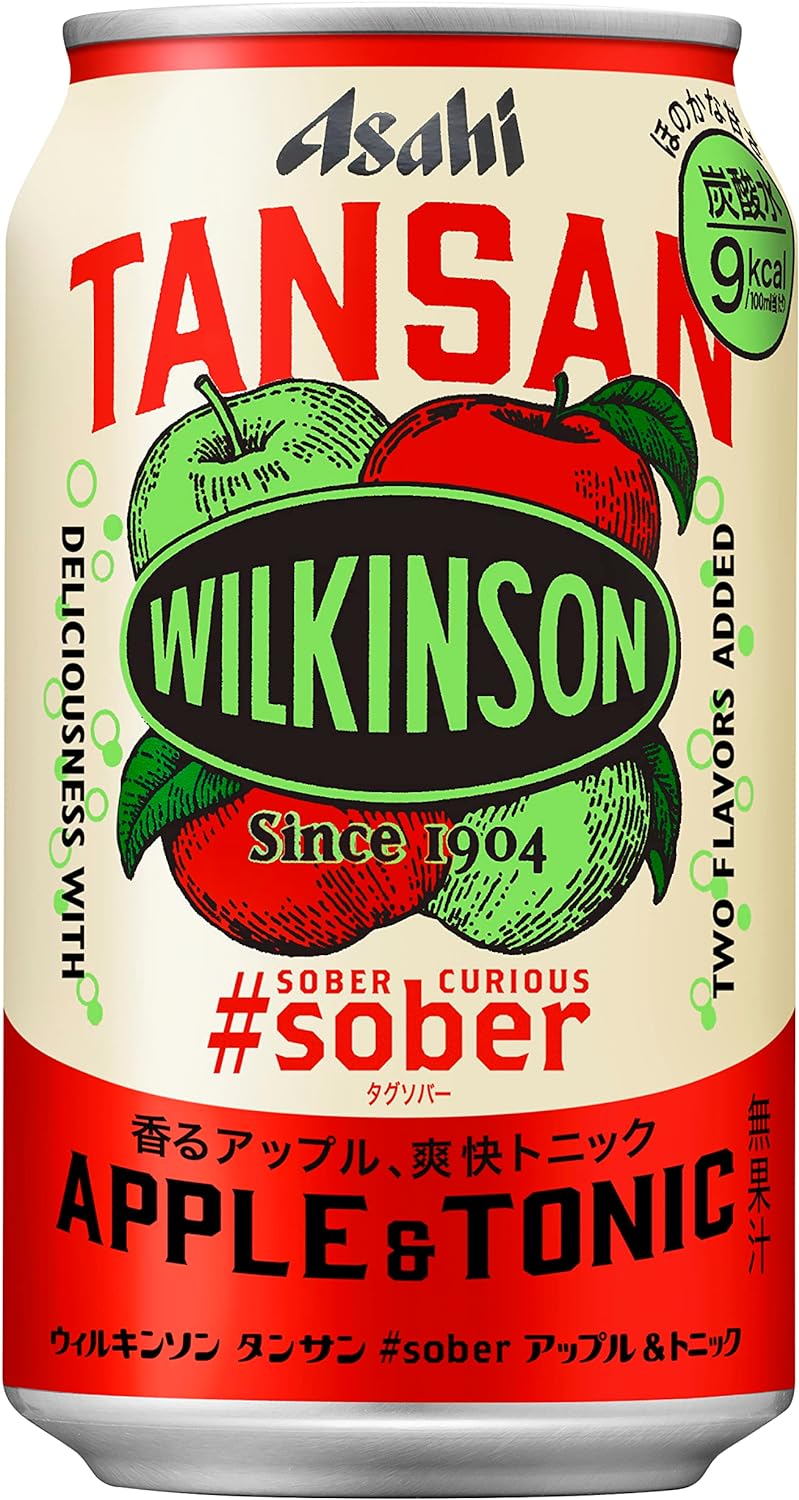 Asahi
ほのかな甘さ
炭酸水
9kcal
/100ml当たり
TANSAN
WILKINSON
Since 1904
DELICIOUSNESS WITH
TWO FLAVORS ADDED
SOBER CURIOUS
#sober
タグソバー
香るアップル、爽快トニック
APPLE&TONIC
無果汁
ウィルキンソン タンサン #sober アップル&トニック